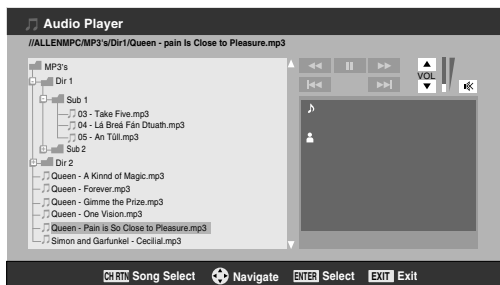 Audio Player
//ALLENMPC/MP3's/Dir1/Queen - pain Is Close to Pleasure.mp3
MP3's
Dir 1
Sub 1
03 - Take Five.mp3
04 - Lá Breá Fán Dtuath.mp3
05 - An Tûll.mp3
Sub 2
Dir 2
Queen - A Kinnd of Magic.mp3
Queen - Forever.mp3
Queen - Gimme the Prize.mp3
Queen - One Vision.mp3
Queen - Pain is So Close to Pleasure.mp3
Simon and Garfunkel - Cecilial.mp3
VOL
CH RTN Song Select Navigate ENTER Select EXIT Exit